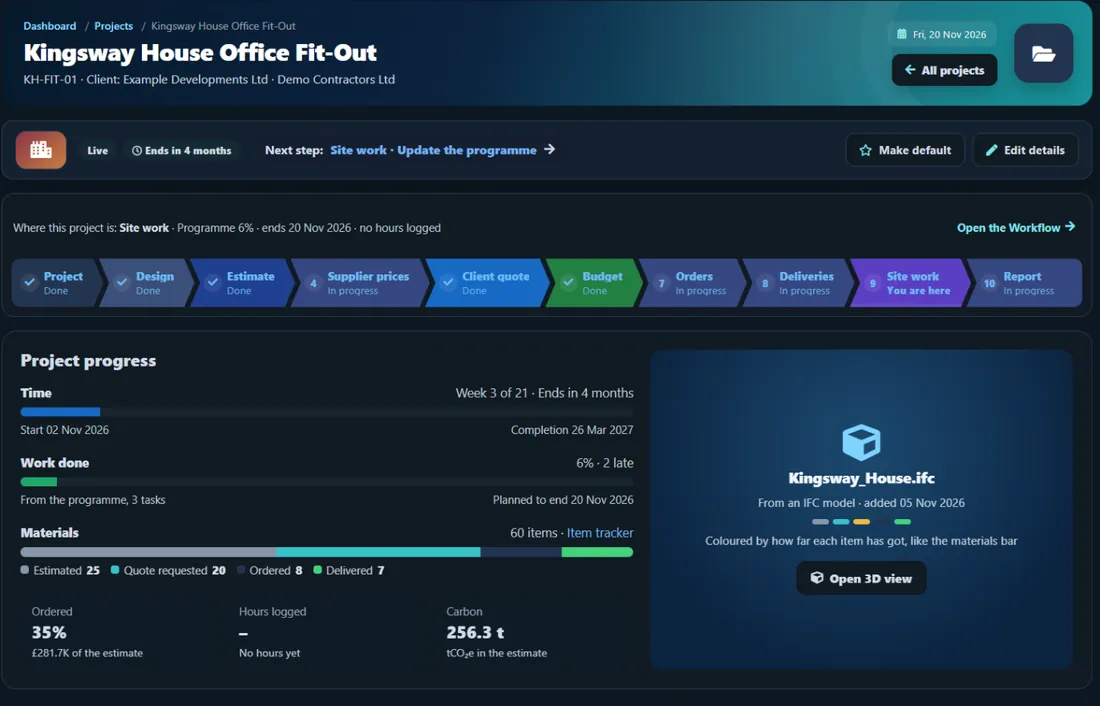 Dashboard / Projects / Kingsway House Office Fit-Out
Kingsway House Office Fit-Out
KH-FIT-01 · Client: Example Developments Ltd · Demo Contractors Ltd
Fri, 20 Nov 2026
← All projects
Live
Ends in 4 months
Next step: Site work · Update the programme →
Make default
Edit details
Where this project is: Site work · Programme 6% · ends 20 Nov 2026 · no hours logged
Open the Workflow →
Project
Done
Design
Done
Estimate
Done
4 Supplier prices
In progress
Client quote
Done
Budget
Done
7 Orders
In progress
8 Deliveries
In progress
9 Site work
You are here
10 Report
In progress
Project progress
Time
Week 3 of 21 · Ends in 4 months
Start 02 Nov 2026
Completion 26 Mar 2027
Work done
6% · 2 late
From the programme, 3 tasks
Planned to end 20 Nov 2026
Materials
60 items · Item tracker
Estimated 25 Quote requested 20 Ordered 8 Delivered 7
Ordered
35%
£281.7K of the estimate
Hours logged
–
No hours yet
Carbon
256.3 t
tCO₂e in the estimate
Kingsway_House.ifc
From an IFC model · added 05 Nov 2026
Coloured by how far each item has got, like the materials bar
Open 3D view